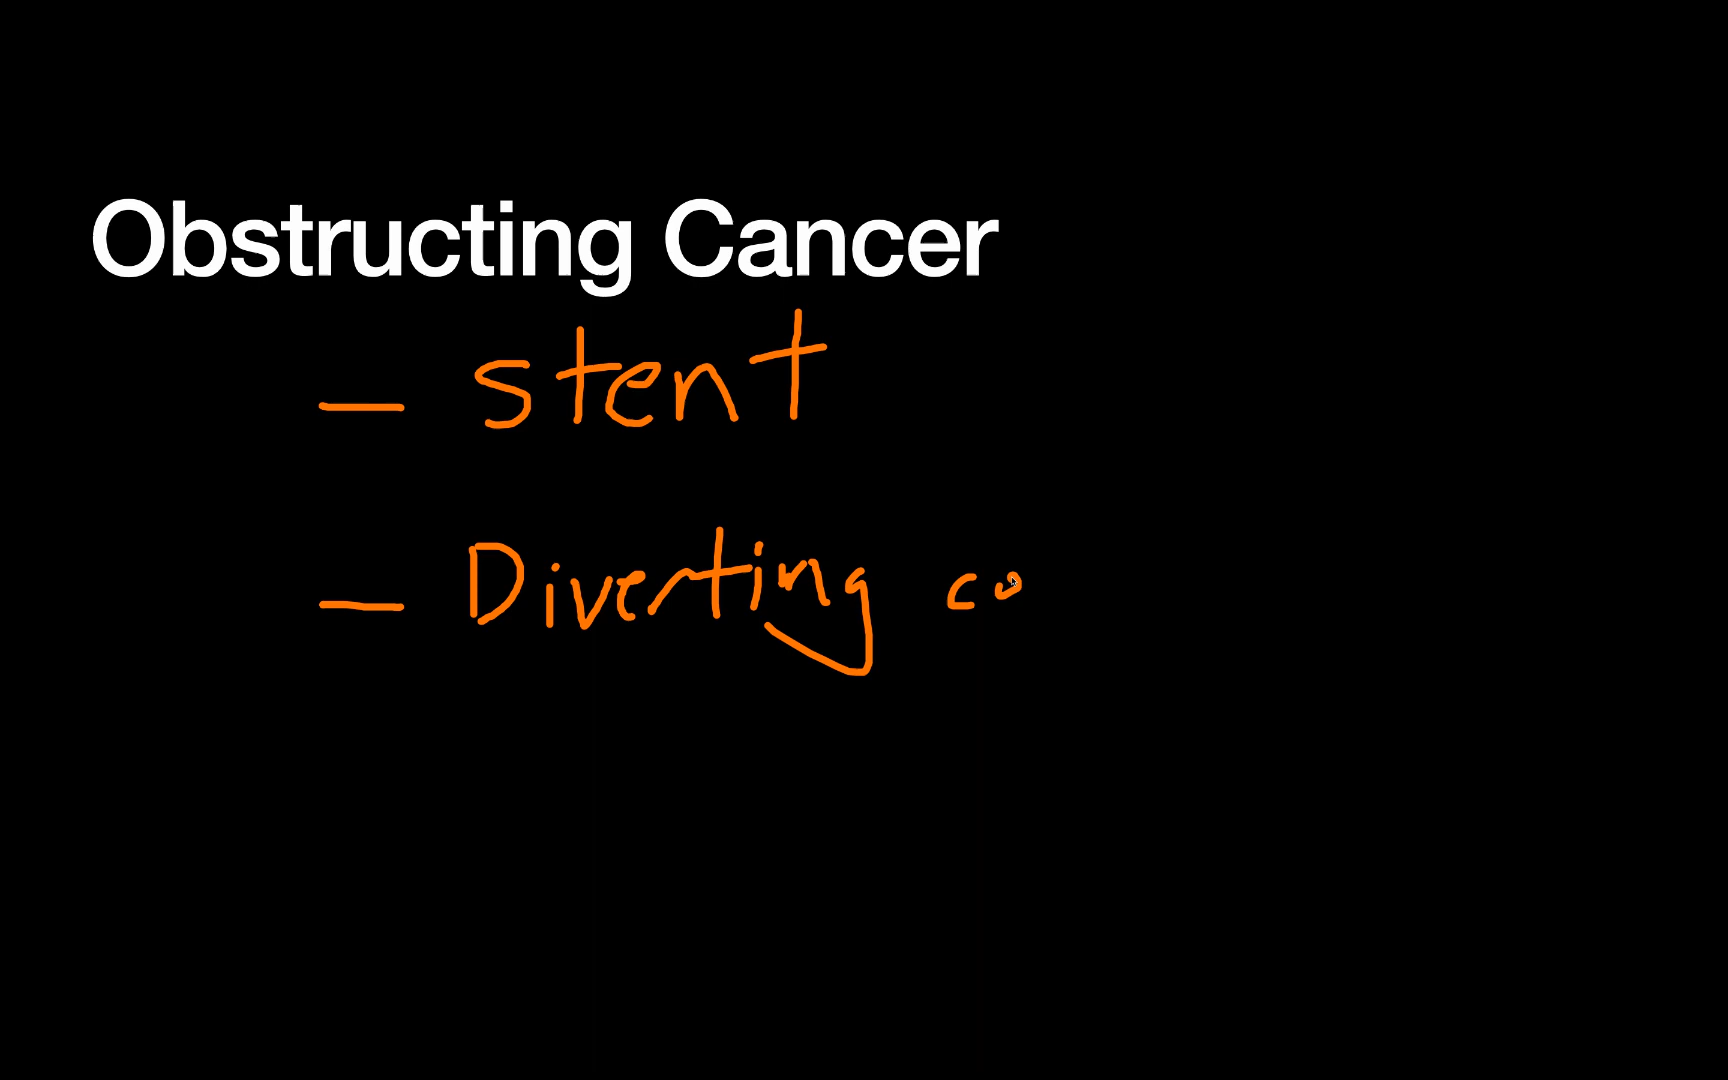 Obstructing Cancer
— stent
— Diverting co